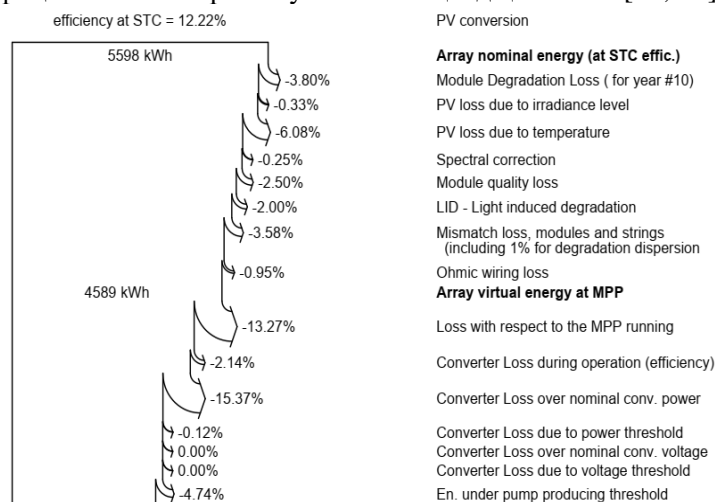 efficiency at STC = 12.22% PV conversion
5598 kWh Array nominal energy (at STC effic.)
-3.80% Module Degradation Loss ( for year #10)
-0.33% PV loss due to irradiance level
-6.08% PV loss due to temperature
-0.25% Spectral correction
-2.50% Module quality loss
-2.00% LID - Light induced degradation
-3.58% Mismatch loss, modules and strings
(including 1% for degradation dispersion
-0.95% Ohmic wiring loss
4589 kWh Array virtual energy at MPP
-13.27% Loss with respect to the MPP running
-2.14% Converter Loss during operation (efficiency)
-15.37% Converter Loss over nominal conv. power
-0.12% Converter Loss due to power threshold
0.00% Converter Loss over nominal conv. voltage
0.00% Converter Loss due to voltage threshold
-4.74% En. under pump producing threshold